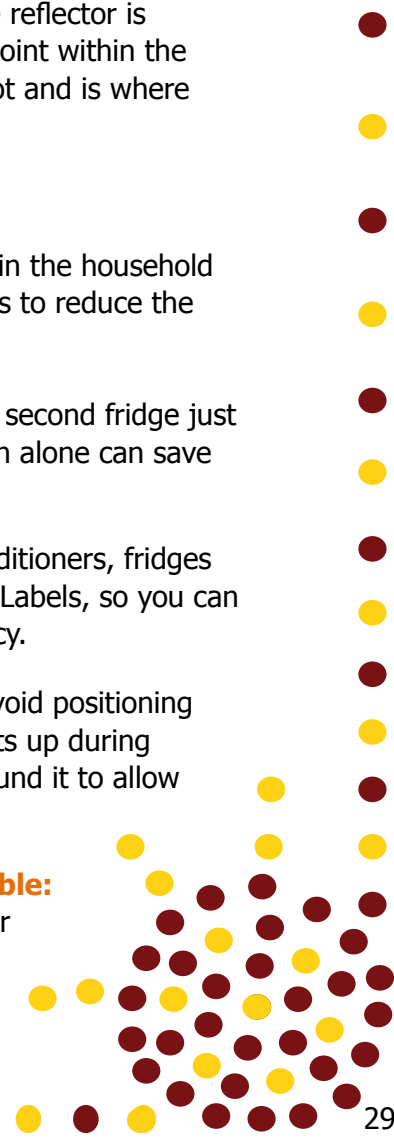 reflector is
oint within the
ot and is where
in the household
s to reduce the
second fridge just
n alone can save
ditioners, fridges
Labels, so you can
cy.
void positioning
ts up during
und it to allow
ble:
r
29